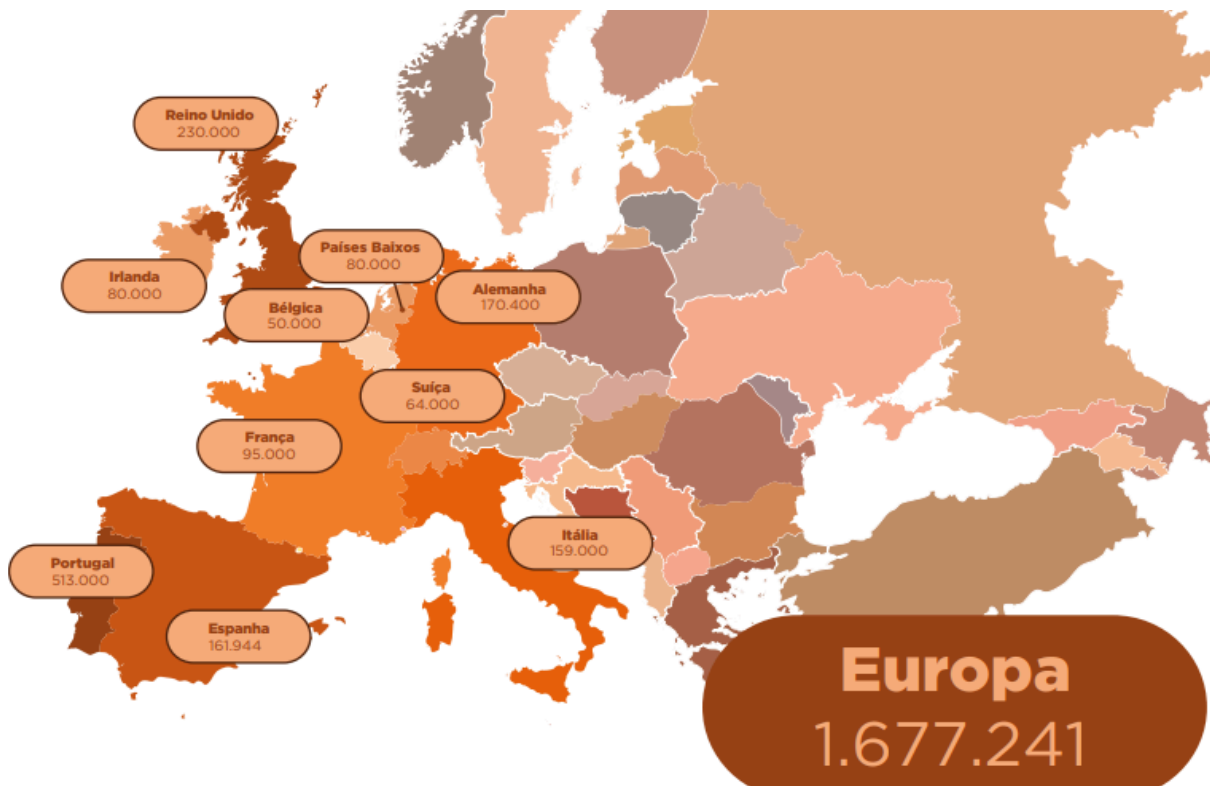 Reino Unido
230.000
Países Baixos
80.000
Irlanda
80.000
Alemanha
170.400
Bélgica
50.000
Suíça
64.000
França
95.000
Itália
159.000
Portugal
513.000
Espanha
161.944
Europa
1.677.241